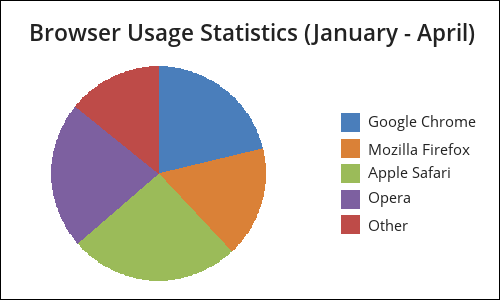 Browser Usage Statistics (January - April)
Google Chrome
Mozilla Firefox
Apple Safari
Opera
Other